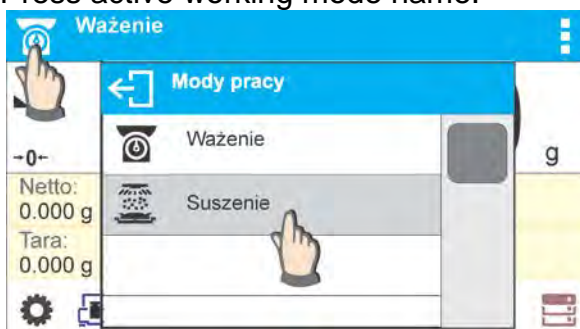 Press active working mode name.
Ważenie
Mody pracy
Ważenie
→0←
g
Netto:
0.000 g
Suszenie
Tara:
0.000 g